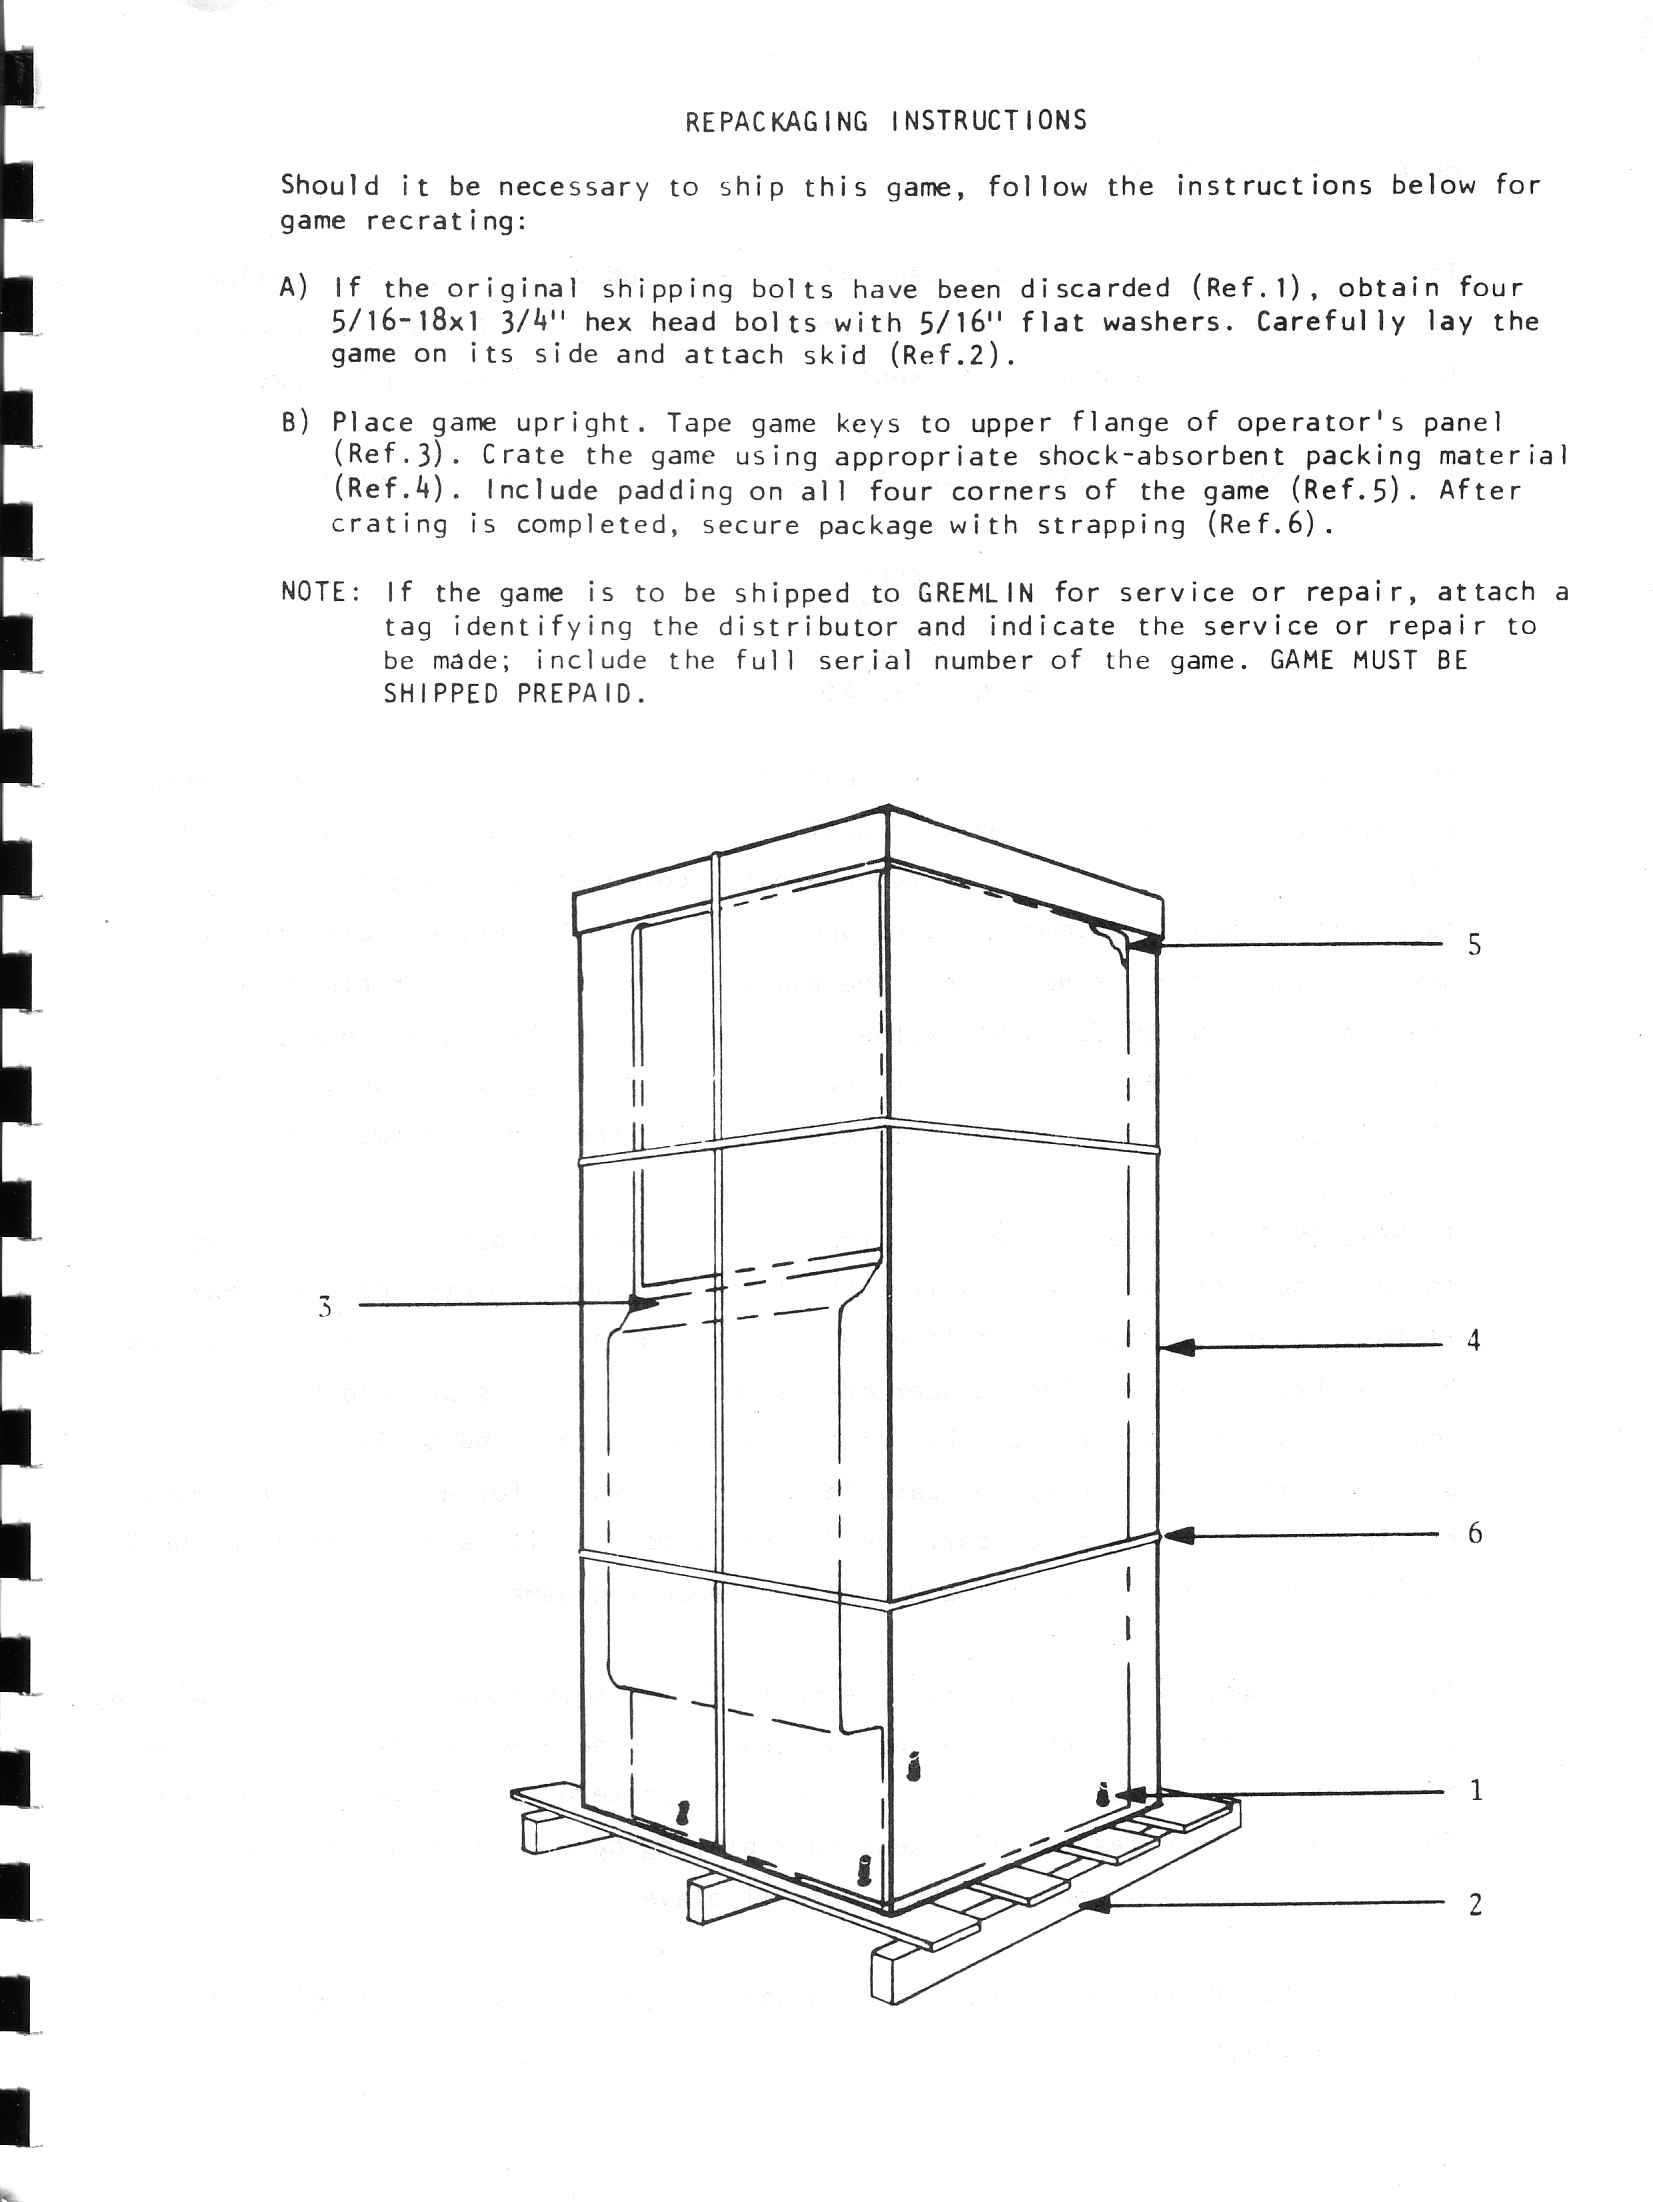 REPACKAGING INSTRUCTIONS
Should it be necessary to ship this game, follow the instructions below for
game recrating:
A) If the original shipping bolts have been discarded (Ref.1), obtain four
5/16-18x1 3/4" hex head bolts with 5/16" flat washers. Carefully lay the
game on its side and attach skid (Ref.2).
B) Place game upright. Tape game keys to upper flange of operator's panel
(Ref.3). Crate the game using appropriate shock-absorbent packing material
(Ref.4). Include padding on all four corners of the game (Ref.5). After
crating is completed, secure package with strapping (Ref.6).
NOTE: If the game is to be shipped to GREMLIN for service or repair, attach a
tag identifying the distributor and indicate the service or repair to
be made; include the full serial number of the game. GAME MUST BE
SHIPPED PREPAID.
5
3
4
6
1
2